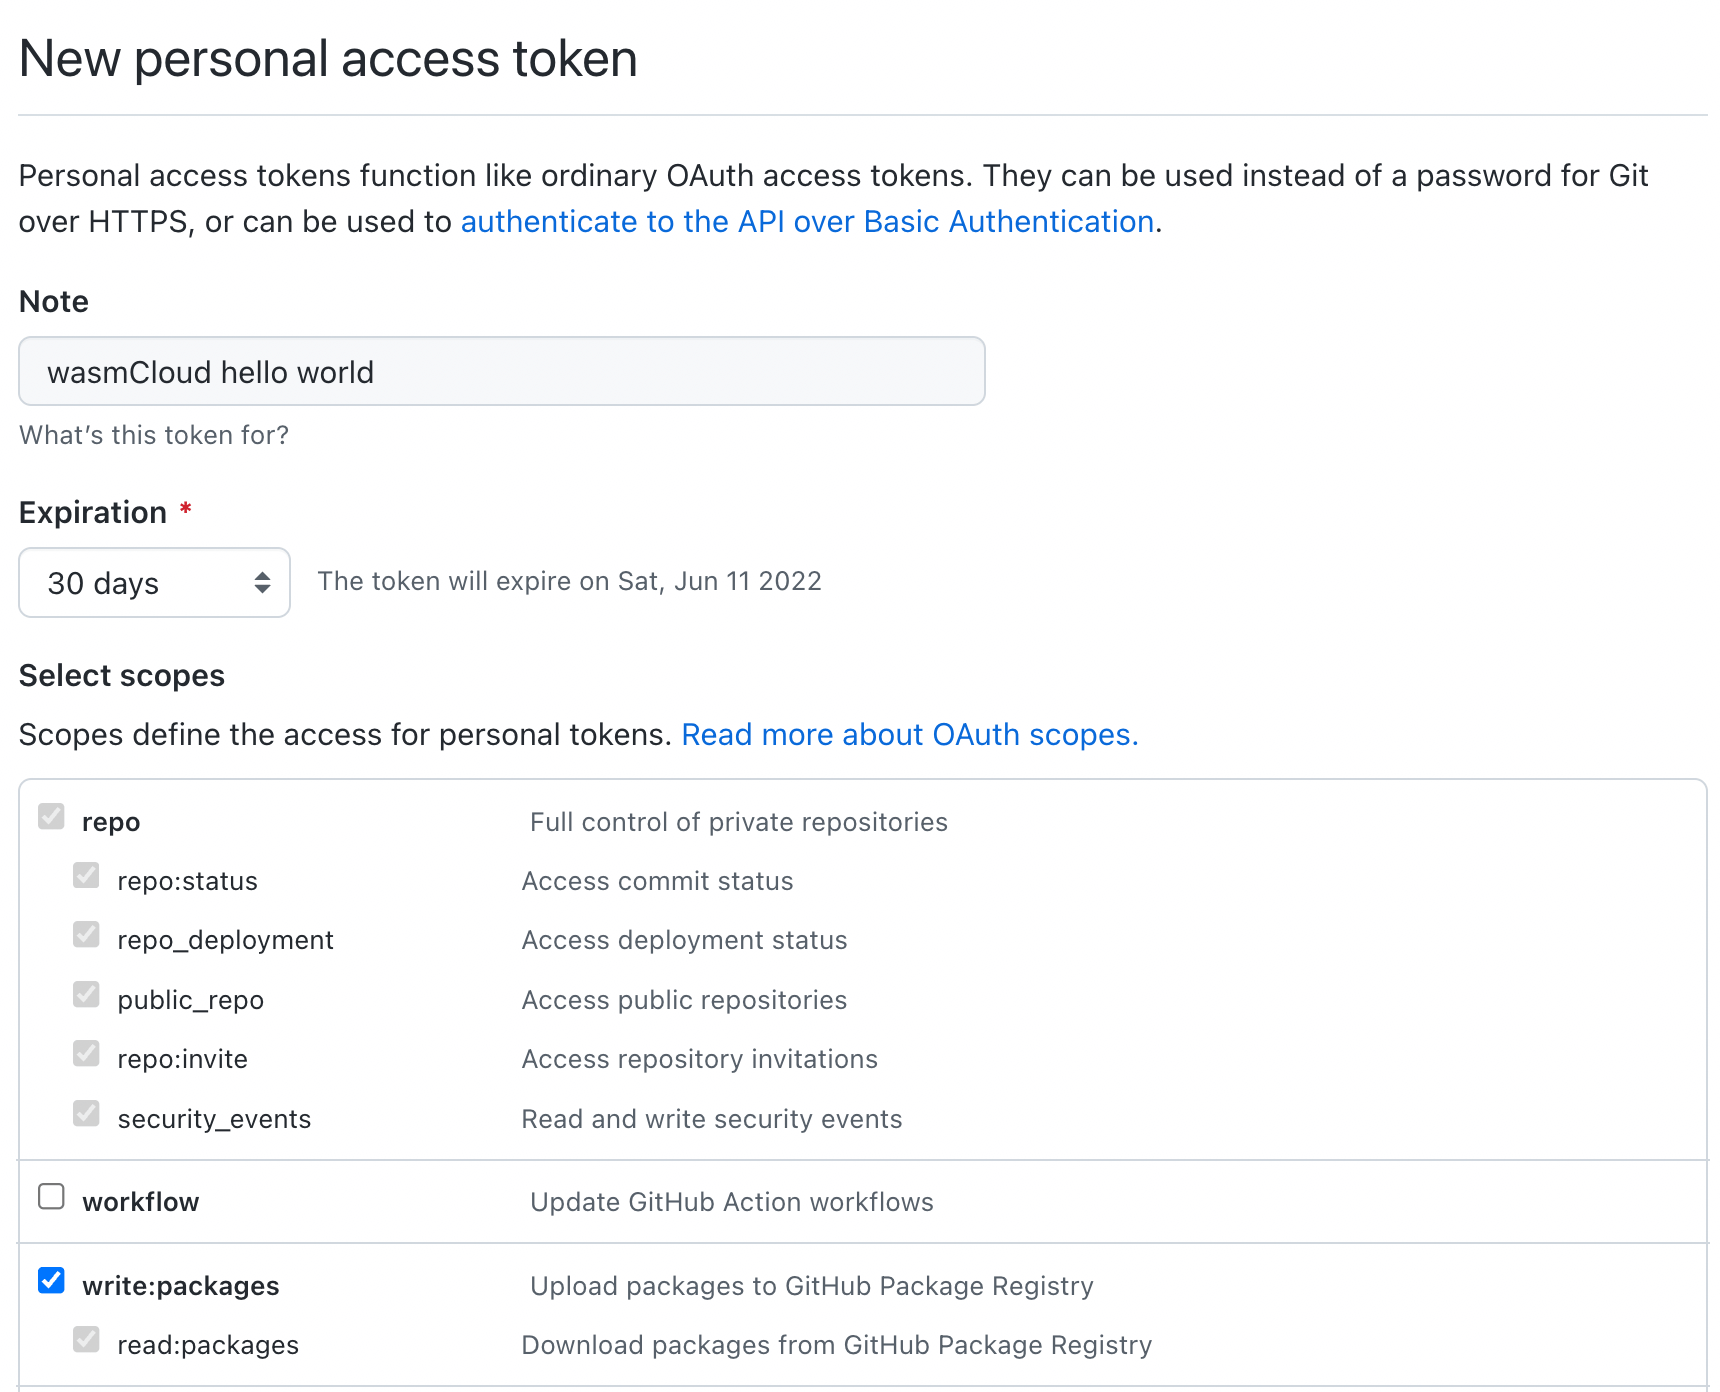 New personal access token
Personal access tokens function like ordinary OAuth access tokens. They can be used instead of a password for Git
over HTTPS, or can be used to authenticate to the API over Basic Authentication.
Note
wasmCloud hello world
What’s this token for?
Expiration *
30 days The token will expire on Sat, Jun 11 2022
Select scopes
Scopes define the access for personal tokens. Read more about OAuth scopes.
repo Full control of private repositories
repo:status Access commit status
repo_deployment Access deployment status
public_repo Access public repositories
repo:invite Access repository invitations
security_events Read and write security events
workflow Update GitHub Action workflows
write:packages Upload packages to GitHub Package Registry
read:packages Download packages from GitHub Package Registry